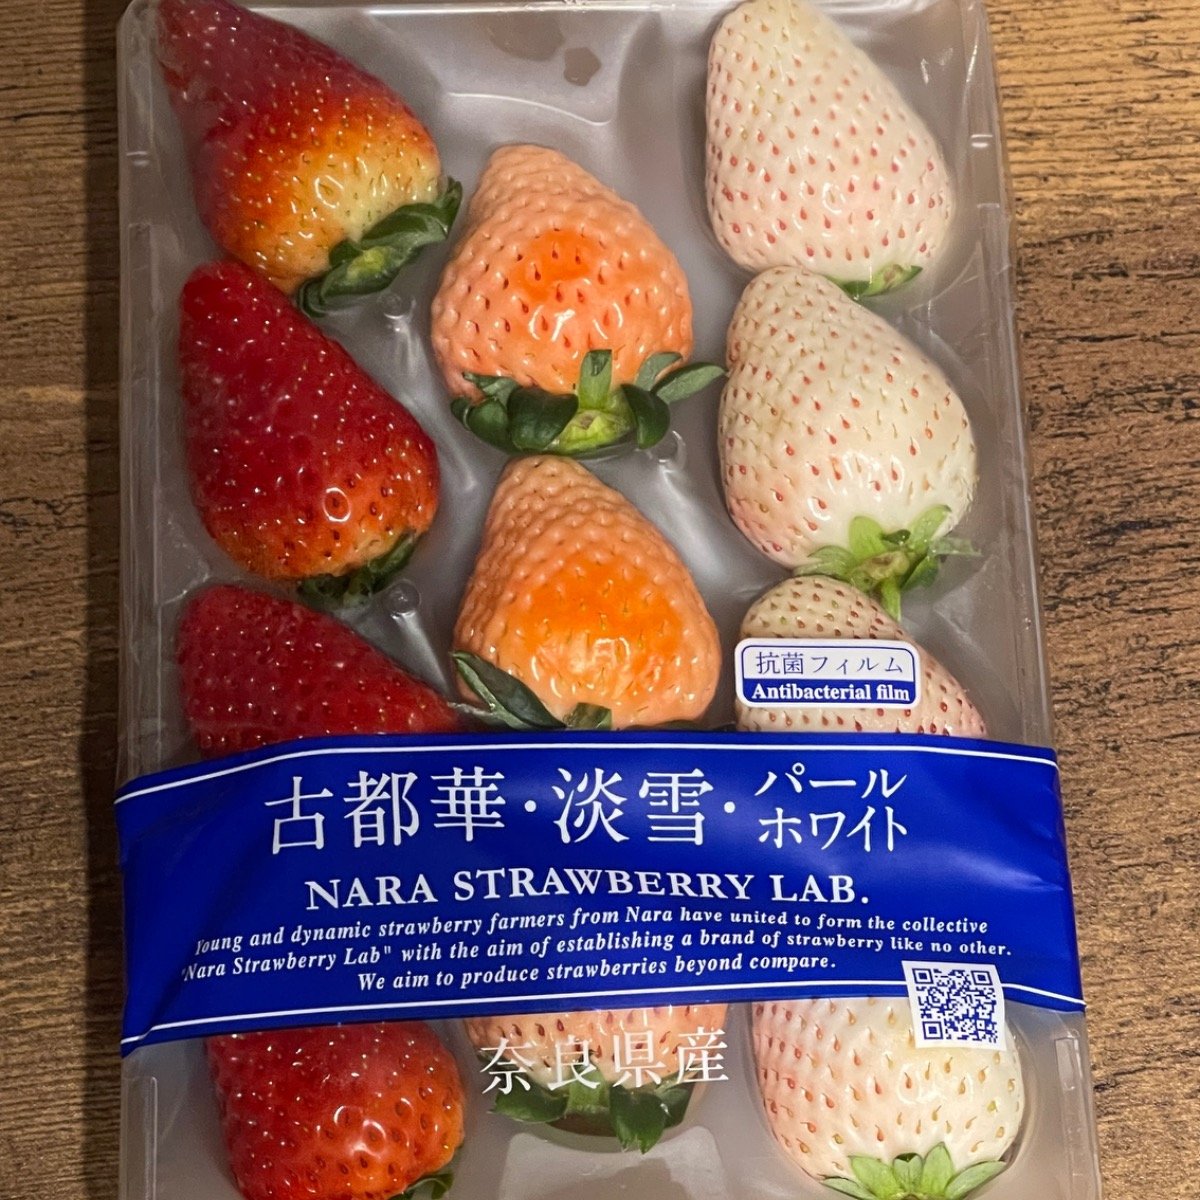 抗菌フィルム
Antibacterial film
古都華・淡雪・パール
ホワイト
NARA STRAWBERRY LAB.
Young and dynamic strawberry farmers from Nara have united to form the collective
"Nara Strawberry Lab" with the aim of establishing a brand of strawberry like no other.
We aim to produce strawberries beyond compare.
奈良県産